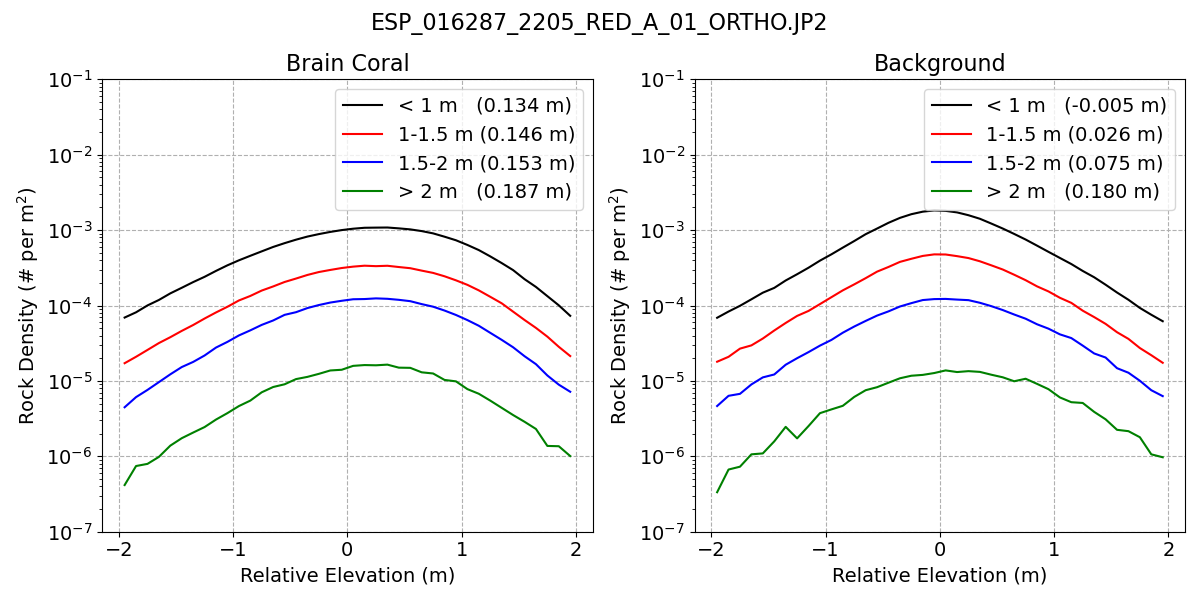 ESP_016287_2205_RED_A_01_ORTHO.JP2
Brain Coral
Rock Density (# per m²)
10⁻¹
10⁻²
10⁻³
10⁻⁴
10⁻⁵
10⁻⁶
10⁻⁷
< 1 m (0.134 m)
1-1.5 m (0.146 m)
1.5-2 m (0.153 m)
> 2 m (0.187 m)
−2 −1 0 1 2
Relative Elevation (m)
Background
Rock Density (# per m²)
10⁻¹
10⁻²
10⁻³
10⁻⁴
10⁻⁵
10⁻⁶
10⁻⁷
< 1 m (-0.005 m)
1-1.5 m (0.026 m)
1.5-2 m (0.075 m)
> 2 m (0.180 m)
−2 −1 0 1 2
Relative Elevation (m)